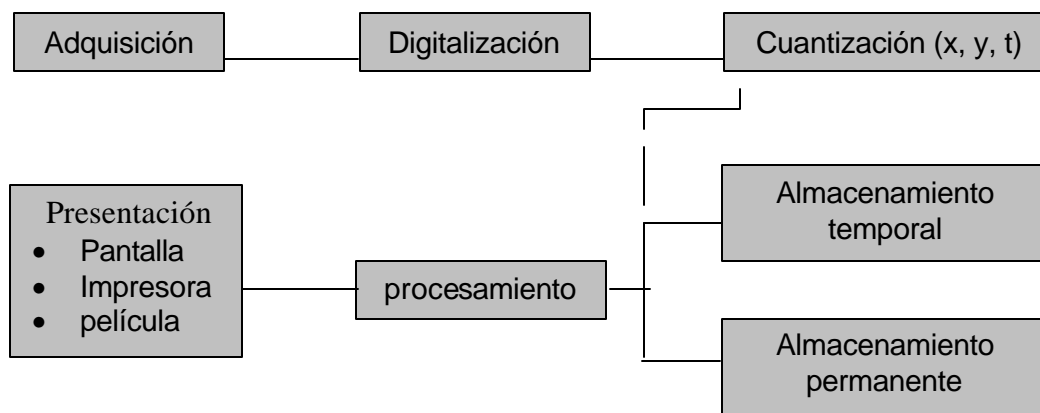 Adquisición
Digitalización
Cuantización (x, y, t)
Presentación
• Pantalla
• Impresora
• película
procesamiento
Almacenamiento
temporal
Almacenamiento
permanente